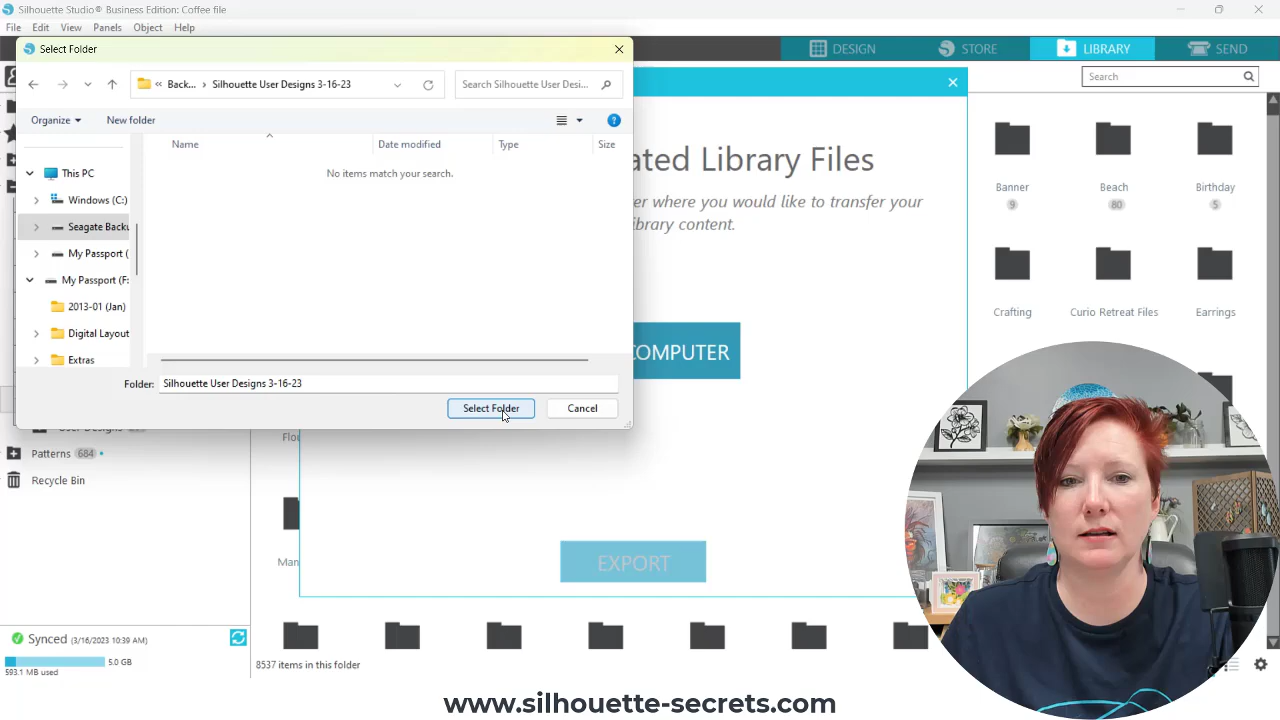 Silhouette Studio® Business Edition: Coffee file
File Edit View Panels Object Help
Select Folder
DESIGN STORE LIBRARY SEND
Back... Silhouette User Designs 3-16-23 Search Silhouette User Desi...
Search
Organize New folder
Name Date modified Type Size
No items match your search.
This PC
Windows (C:)
Seagate Backu
My Passport (
My Passport (F:
2013-01 (Jan)
Digital Layout
Extras
Folder: Silhouette User Designs 3-16-23
Select Folder Cancel
ated Library Files
er where you would like to transfer your
library content.
COMPUTER
EXPORT
Banner
9
Beach
80
Birthday
5
Crafting
Curio Retreat Files
Earrings
Flou
Man
Patterns 684
Recycle Bin
Synced (3/16/2023 10:39 AM)
5.0 GB
593.1 MB used
8537 items in this folder
www.silhouette-secrets.com